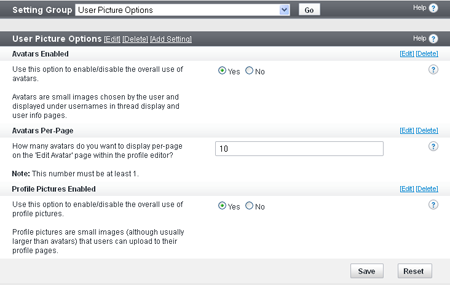 Setting Group User Picture Options Go Help ?
User Picture Options [Edit] [Delete] [Add Setting] Help ?
Avatars Enabled [Edit] [Delete]
Use this option to enable/disable the overall use of avatars. Yes No ?
Avatars are small images chosen by the user and
displayed under usernames in thread display and
user info pages.
Avatars Per-Page [Edit] [Delete]
How many avatars do you want to display per-page 10 ?
on the 'Edit Avatar' page within the profile editor?
Note: This number must be at least 1.
Profile Pictures Enabled [Edit] [Delete]
Use this option to enable/disable the overall use of Yes No ?
profile pictures.
Profile pictures are small images (although usually
larger than avatars) that users can upload to their
profile pages.
Save Reset